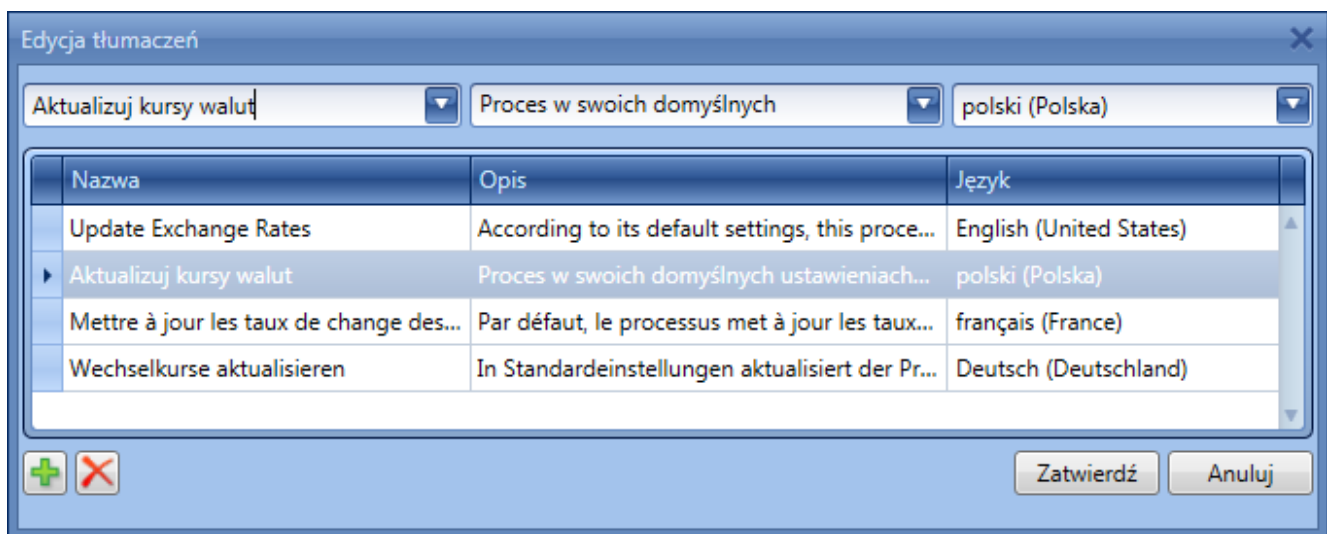 Edycja tłumaczeń
Aktualizuj kursy walut Proces w swoich domyślnych polski (Polska)
Nazwa Opis Język
Update Exchange Rates According to its default settings, this proce... English (United States)
Aktualizuj kursy walut Proces w swoich domyślnych ustawieniach... polski (Polska)
Mettre à jour les taux de change des... Par défaut, le processus met à jour les taux... français (France)
Wechselkurse aktualisieren In Standardeinstellungen aktualisiert der Pr... Deutsch (Deutschland)
Zatwierdź Anuluj